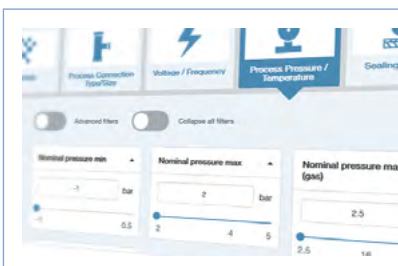 Process Connection
Type/Size
Voltage / Frequency
Process Pressure /
Temperature
Sealing
Advanced filters
Collapse all filters
Nominal pressure min
Nominal pressure max
Nominal pressure ma
(gas)
-1
bar
2
bar
2.5
-1
0.5
2
4
5
2.5
16